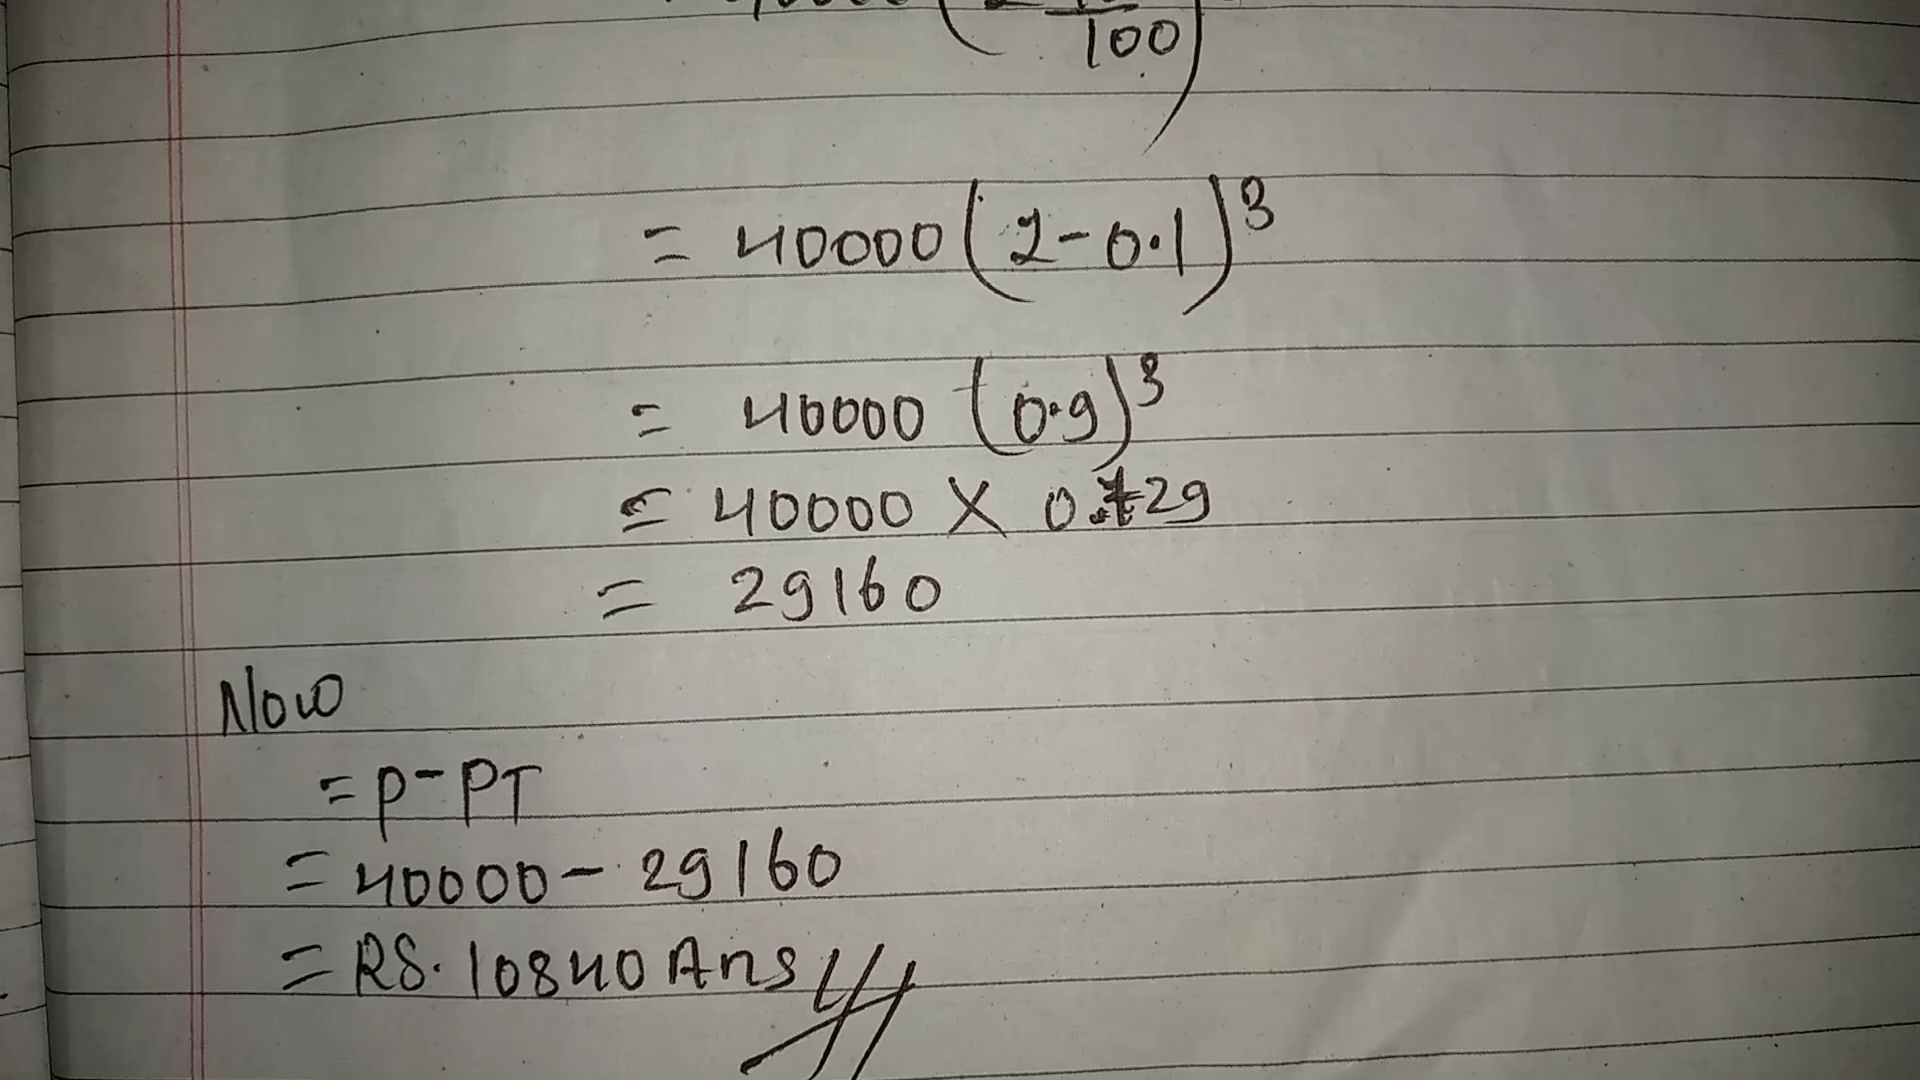 100
= 40000 (1 - 0.1)³
= 40000 (0.9)³
= 40000 × 0.729
= 29160
Now
= P - PT
= 40000 - 29160
= RS. 10840 Ans